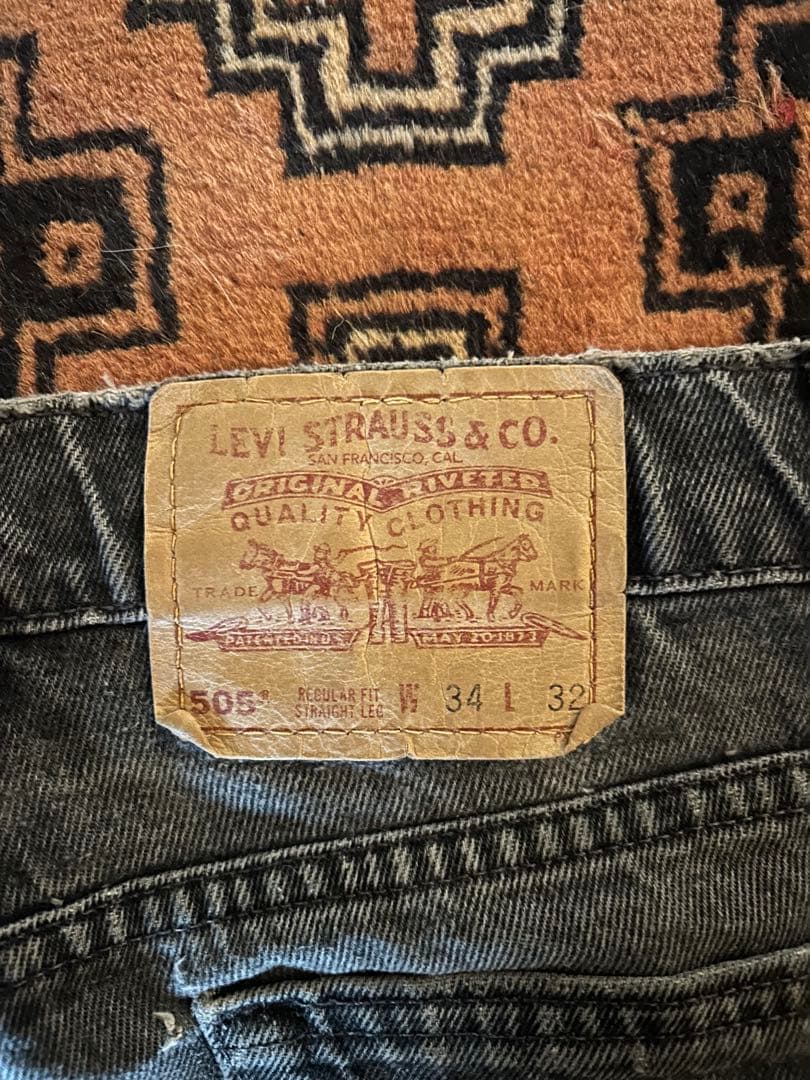 LEVI STRAUSS & CO.
SAN FRANCISCO, CAL.
ORIGINAL RIVETED
QUALITY CLOTHING
TRADE MARK
PATENTED IN U.S. MAY 20 1873
505® REGULAR FIT W 34 L 32
STRAIGHT LEG